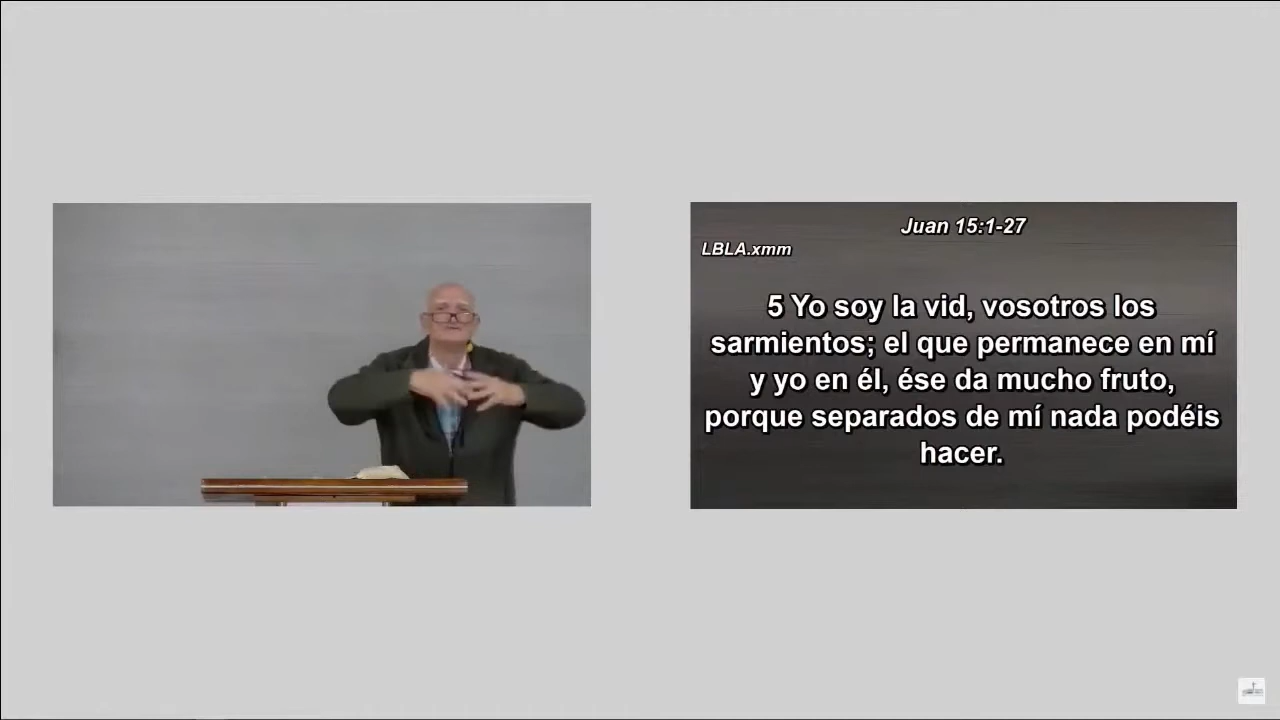 Juan 15:1-27
LBLA.xmm
5 Yo soy la vid, vosotros los
sarmientos; el que permanece en mí
y yo en él, ése da mucho fruto,
porque separados de mí nada podéis
hacer.